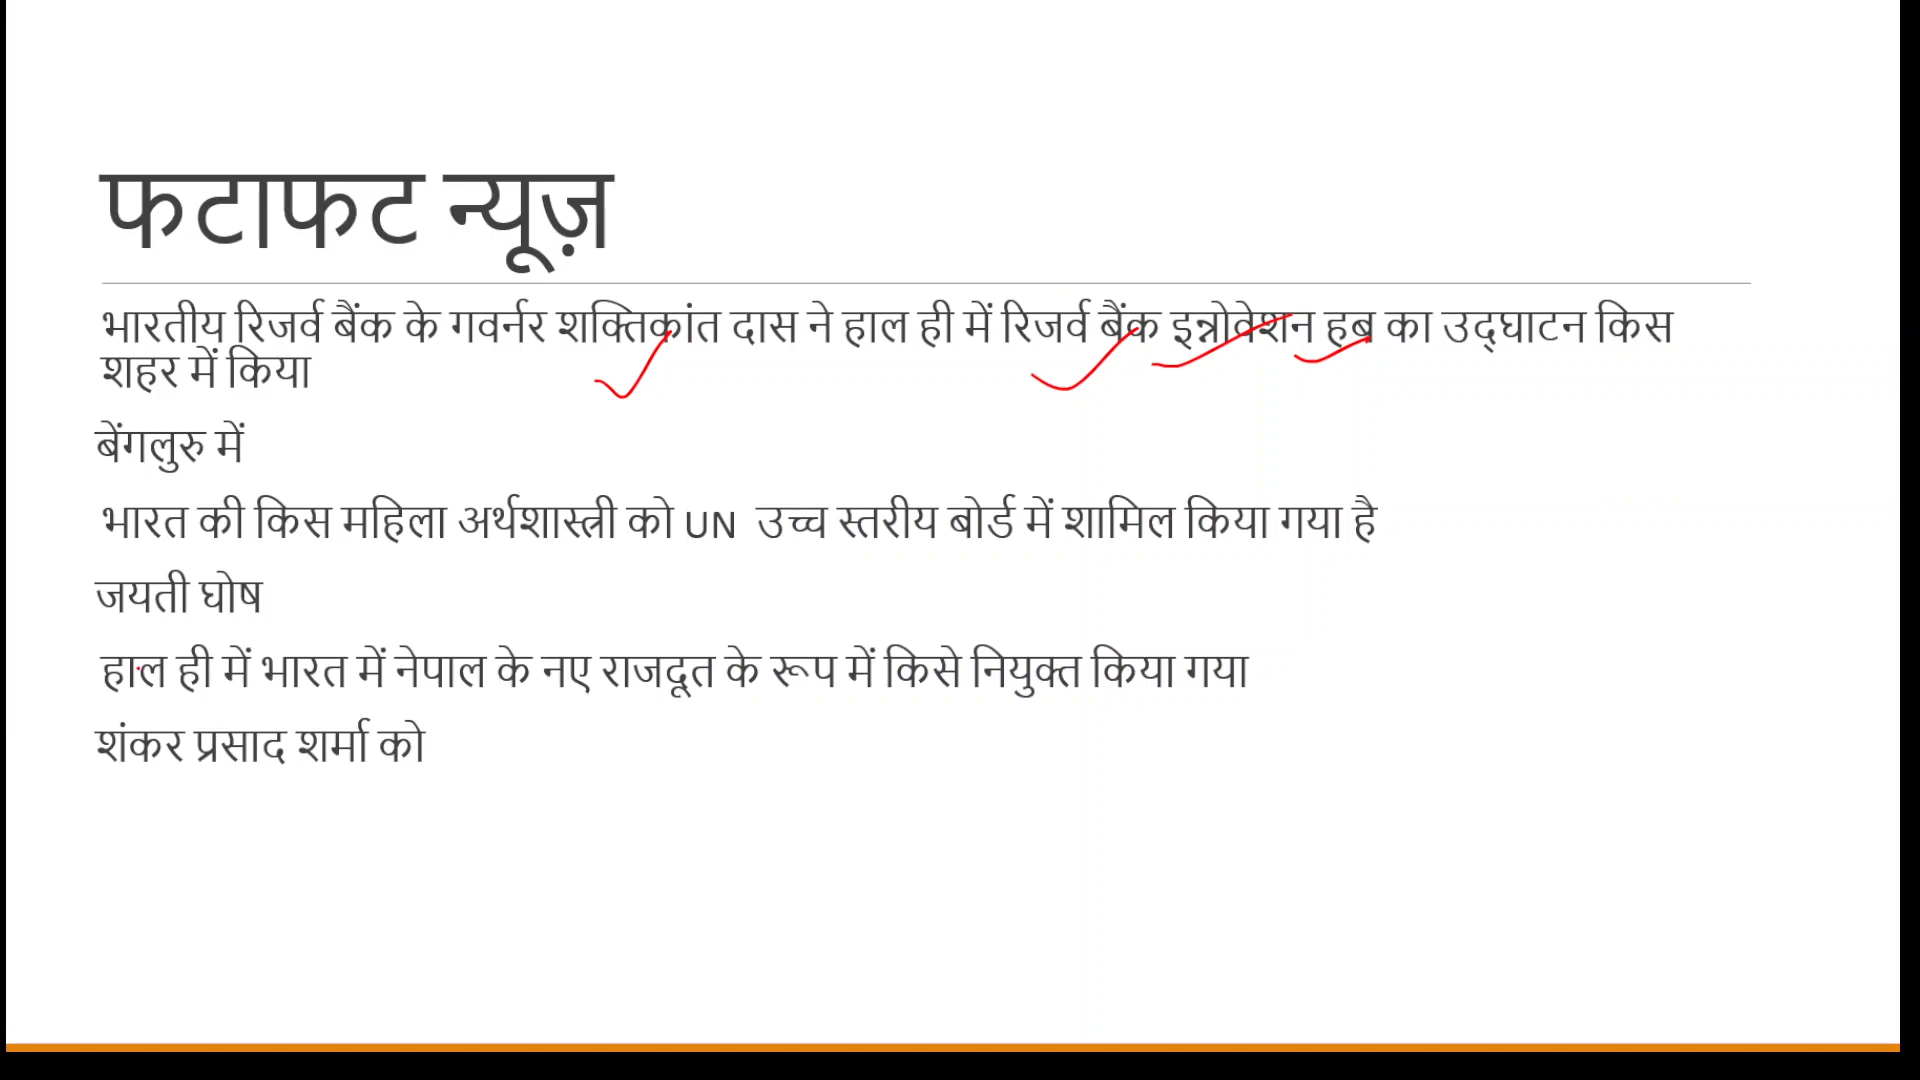 फटाफट न्यूज़
भारतीय रिजर्व बैंक के गवर्नर शक्तिकांत दास ने हाल ही में रिजर्व बैंक इन्नोवेशन हब का उद्घाटन किस
शहर में किया
बेंगलुरु में
भारत की किस महिला अर्थशास्त्री को UN उच्च स्तरीय बोर्ड में शामिल किया गया है
जयती घोष
हाल ही में भारत में नेपाल के नए राजदूत के रूप में किसे नियुक्त किया गया
शंकर प्रसाद शर्मा को